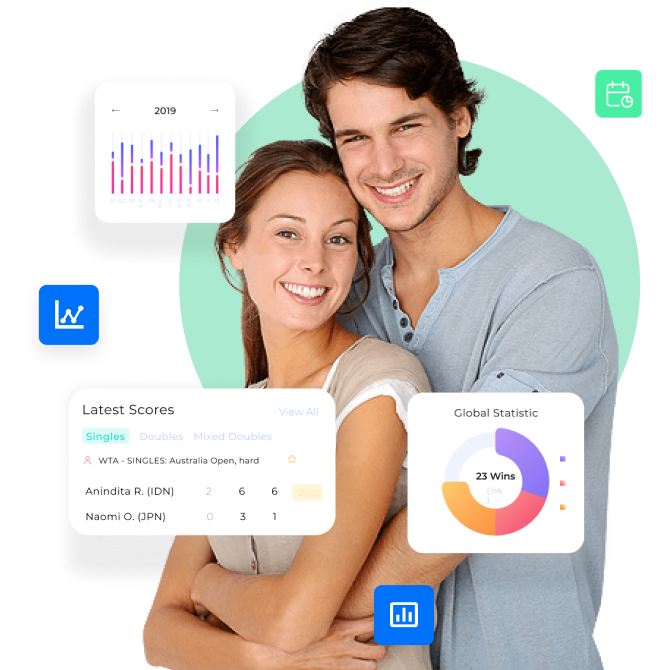 ← 2019 →
Latest Scores
View All
Singles Doubles Mixed Doubles
WTA - SINGLES: Australia Open, hard
Anindita R. (IDN) 2 6 6 WIN
Naomi O. (JPN) 0 3 1
Global Statistic
23 Wins